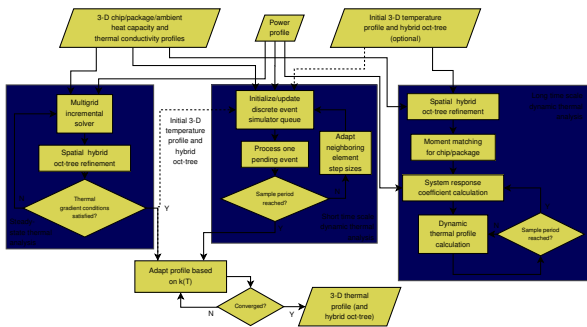 3-D chip/package/ambient
heat capacity and
thermal conductivity profiles
Power
profile
Initial 3-D temperature
profile and hybrid oct-tree
(optional)
Multigrid
incremental
solver
Spatial hybrid
oct-tree refinement
Thermal
gradient conditions
satisfied?
Initial 3-D
temperature
profile and
hybrid
oct-tree
Initialize/update
discrete event
simulator queue
Process one
pending event
Sample period
reached?
Adapt
neighboring
element
step sizes
Spatial hybrid
oct-tree refinement
Moment matching
for chip/package
System response
coefficient calculation
Dynamic
thermal profile
calculation
Sample period
reached?
Y
Adapt profile based
on k(T)
Converged?
N
Y
3-D thermal
profile (and
hybrid oct-tree)